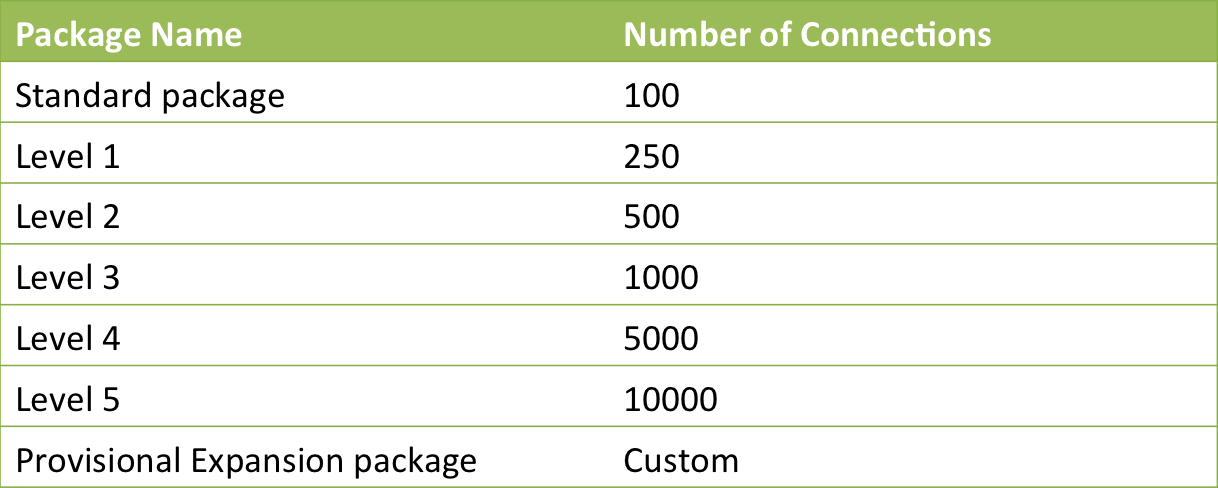 Package Name Number of Connections
Standard package 100
Level 1 250
Level 2 500
Level 3 1000
Level 4 5000
Level 5 10000
Provisional Expansion package Custom